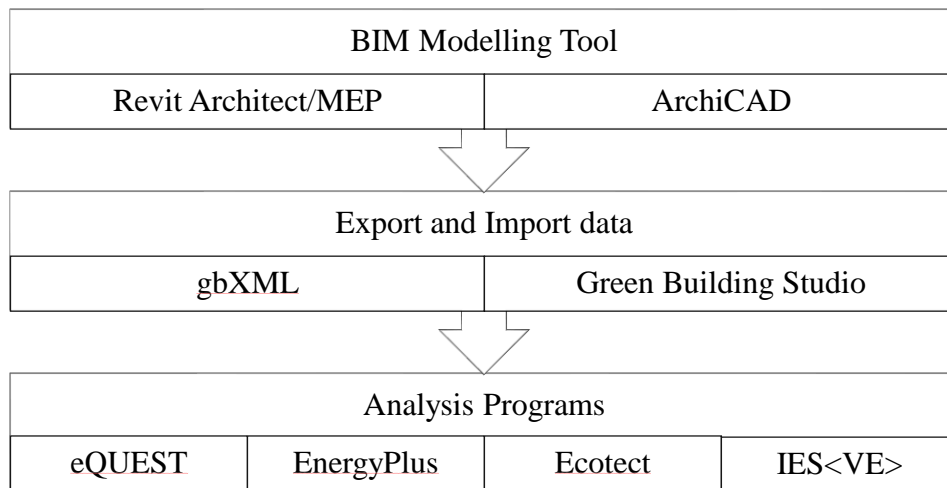 BIM Modelling Tool
Revit Architect/MEP ArchiCAD
Export and Import data
gbXML Green Building Studio
Analysis Programs
eQUEST EnergyPlus Ecotect IES<VE>